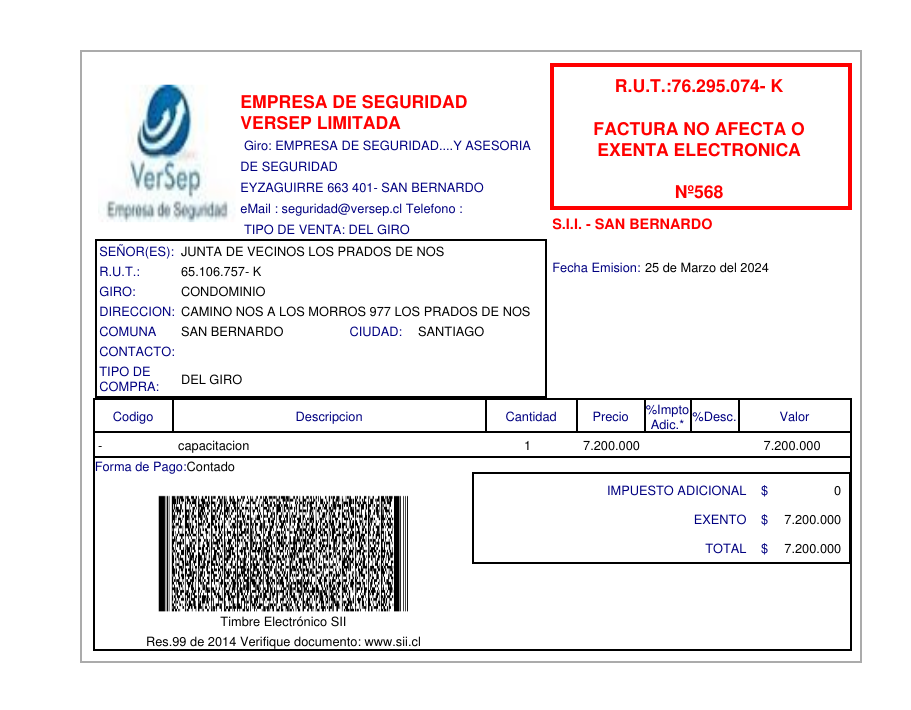 VerSep
Empresa de Seguridad
EMPRESA DE SEGURIDAD
VERSEP LIMITADA
Giro: EMPRESA DE SEGURIDAD....Y ASESORIA
DE SEGURIDAD
EYZAGUIRRE 663 401- SAN BERNARDO
eMail : seguridad@versep.cl Telefono :
TIPO DE VENTA: DEL GIRO
R.U.T.:76.295.074- K
FACTURA NO AFECTA O
EXENTA ELECTRONICA
Nº568
S.I.I. - SAN BERNARDO
Fecha Emision: 25 de Marzo del 2024
SEÑOR(ES): JUNTA DE VECINOS LOS PRADOS DE NOS
R.U.T.: 65.106.757- K
GIRO: CONDOMINIO
DIRECCION: CAMINO NOS A LOS MORROS 977 LOS PRADOS DE NOS
COMUNA SAN BERNARDO CIUDAD: SANTIAGO
CONTACTO:
TIPO DE
COMPRA: DEL GIRO
Codigo Descripcion Cantidad Precio %Impto Adic.* %Desc. Valor
- capacitacion 1 7.200.000 7.200.000
Forma de Pago:Contado
IMPUESTO ADICIONAL $ 0
EXENTO $ 7.200.000
TOTAL $ 7.200.000
Timbre Electrónico SII
Res.99 de 2014 Verifique documento: www.sii.cl